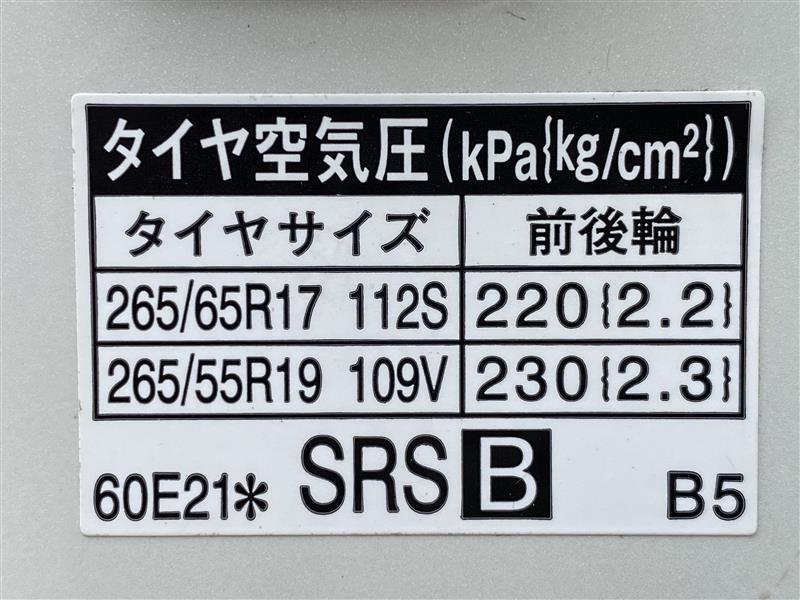 タイヤ空気圧(kPa{kg/cm²})
タイヤサイズ 前後輪
265/65R17 112S 220{2.2}
265/55R19 109V 230{2.3}
60E21* SRS B B5